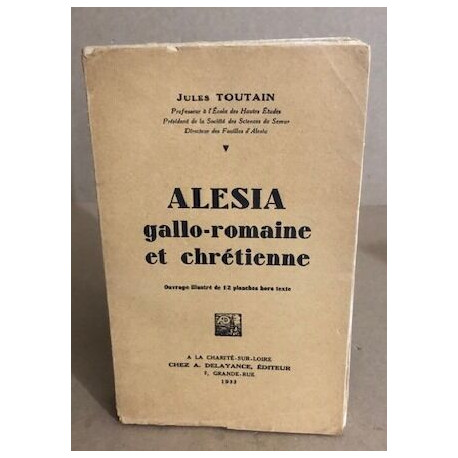 JULES TOUTAIN
Professeur à l'École des Hautes Études
Président de la Société des Sciences de Semur
Directeur des Fouilles d'Alesia
ALESIA
gallo-romaine
et chrétienne
Ouvrage illustré de 12 planches hors texte
A LA CHARITÉ-SUR-LOIRE
CHEZ A. DELAYANCE, ÉDITEUR
GRANDE-RUE
1933